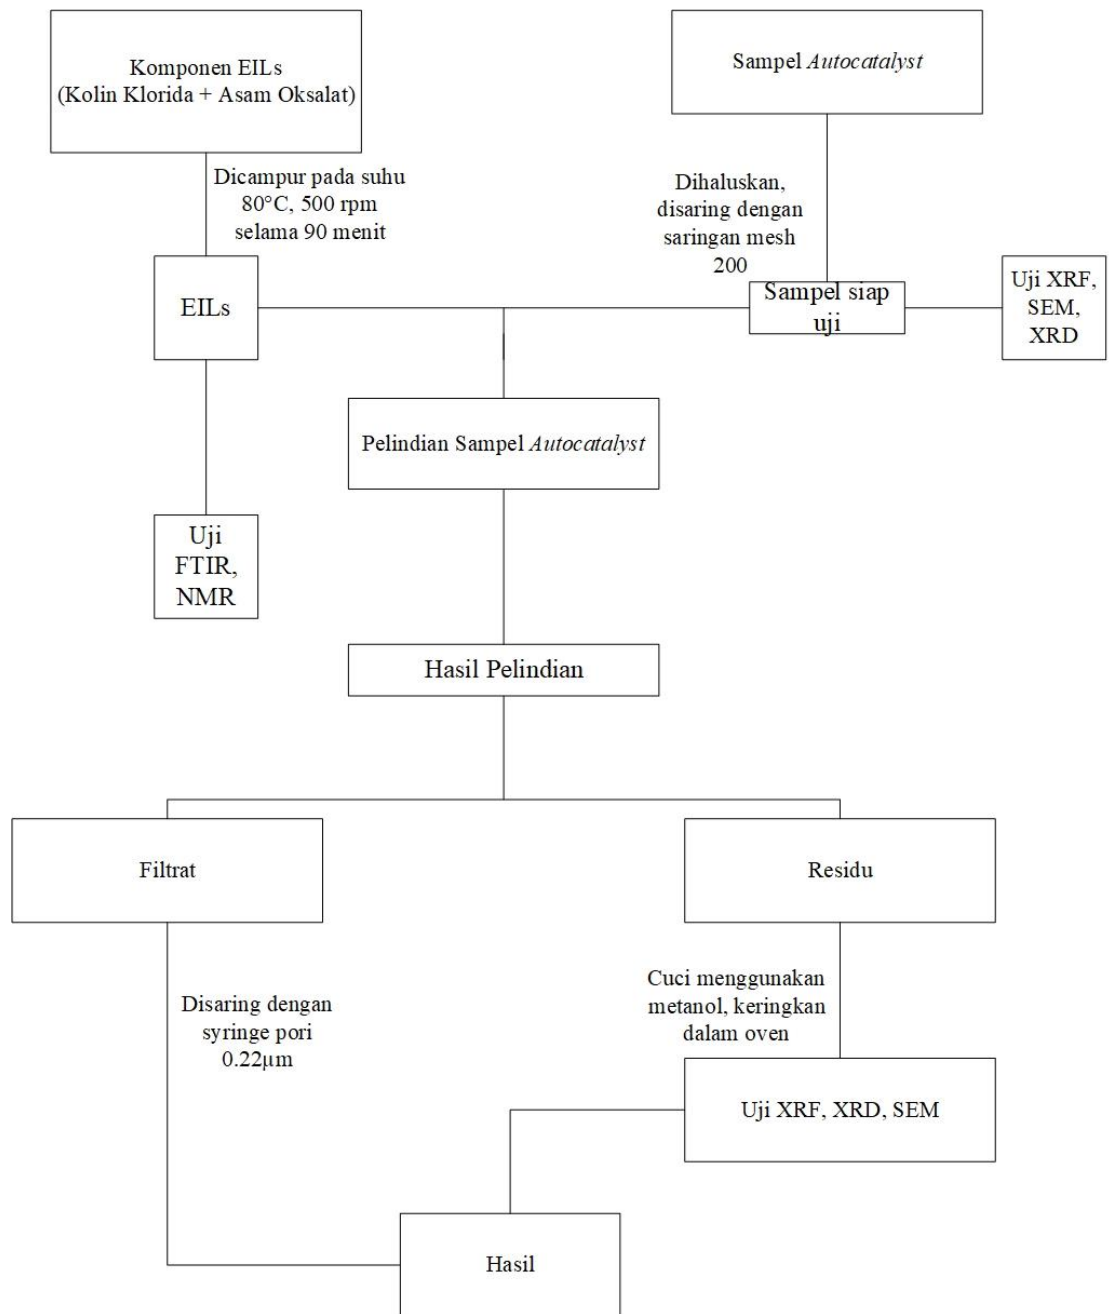 Komponen EILs
(Kolin Klorida + Asam Oksalat)
Sampel Autocatalyst
Dicampur pada suhu
80°C, 500 rpm
selama 90 menit
Dihaluskan,
disaring dengan
saringan mesh
200
EILs
Sampel siap
uji
Uji XRF,
SEM,
XRD
Pelindian Sampel Autocatalyst
Uji
FTIR,
NMR
Hasil Pelindian
Filtrat
Residu
Disaring dengan
syringe pori
0.22µm
Cuci menggunakan
metanol, keringkan
dalam oven
Uji XRF, XRD, SEM
Hasil